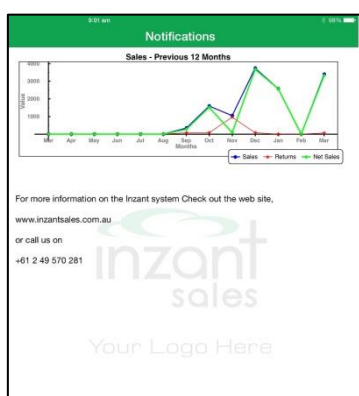 9:01 am
98%
Notifications
Sales - Previous 12 Months
4000
3000
2000
1000
Value
Mar Apr May Jun Jul Aug Sep Oct Nov Dec Jan Feb Mar
Months
Sales Returns Net Sales
For more information on the Inzant system Check out the web site,
www.inzantsales.com.au
or call us on
+61 2 49 570 281
inzant
sales
Your Logo Here